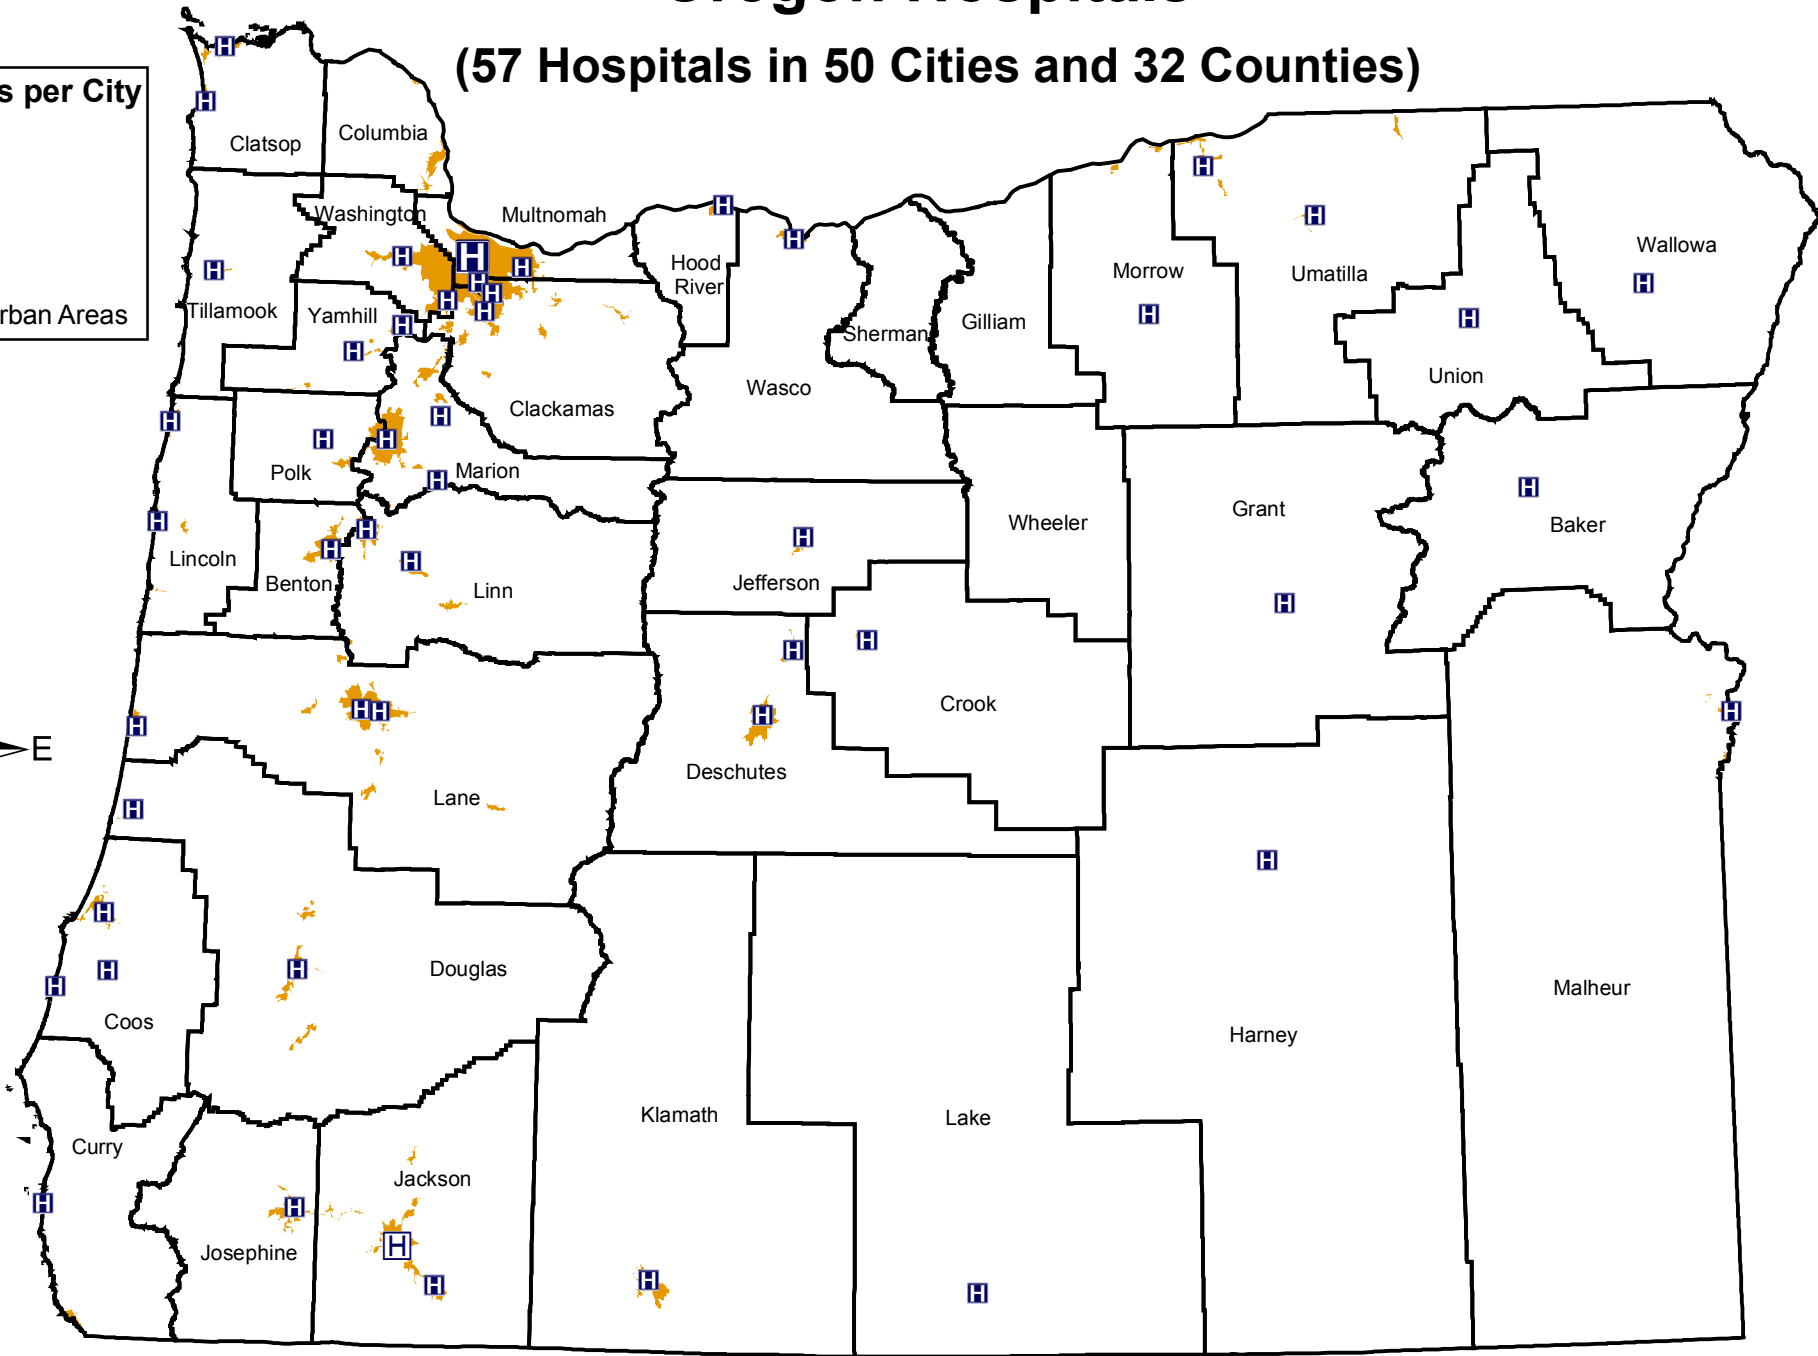 Oregon Hospitals
(57 Hospitals in 50 Cities and 32 Counties)
s per City
rban Areas
E
Clatsop
Columbia
Washington
Multnomah
Tillamook
Yamhill
Hood
River
Wasco
Sherman
Gilliam
Morrow
Umatilla
Wallowa
Union
Clackamas
Polk
Marion
Lincoln
Benton
Linn
Jefferson
Wheeler
Grant
Baker
Lane
Deschutes
Crook
Douglas
Coos
Curry
Josephine
Jackson
Klamath
Lake
Harney
Malheur